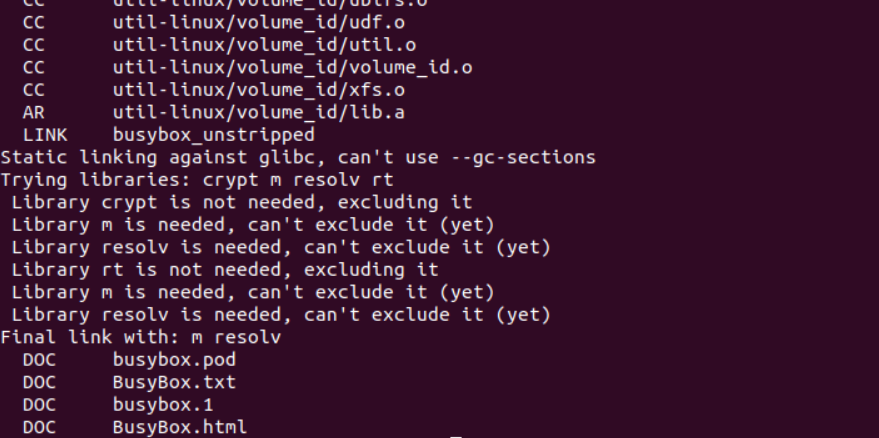 CC      util-linux/volume_id/ubifs.o
CC      util-linux/volume_id/udf.o
CC      util-linux/volume_id/util.o
CC      util-linux/volume_id/volume_id.o
CC      util-linux/volume_id/xfs.o
AR      util-linux/volume_id/lib.a
LINK    busybox_unstripped
Static linking against glibc, can't use --gc-sections
Trying libraries: crypt m resolv rt
Library crypt is not needed, excluding it
Library m is needed, can't exclude it (yet)
Library resolv is needed, can't exclude it (yet)
Library rt is not needed, excluding it
Library m is needed, can't exclude it (yet)
Library resolv is needed, can't exclude it (yet)
Final link with: m resolv
DOC     busybox.pod
DOC     BusyBox.txt
DOC     busybox.1
DOC     BusyBox.html